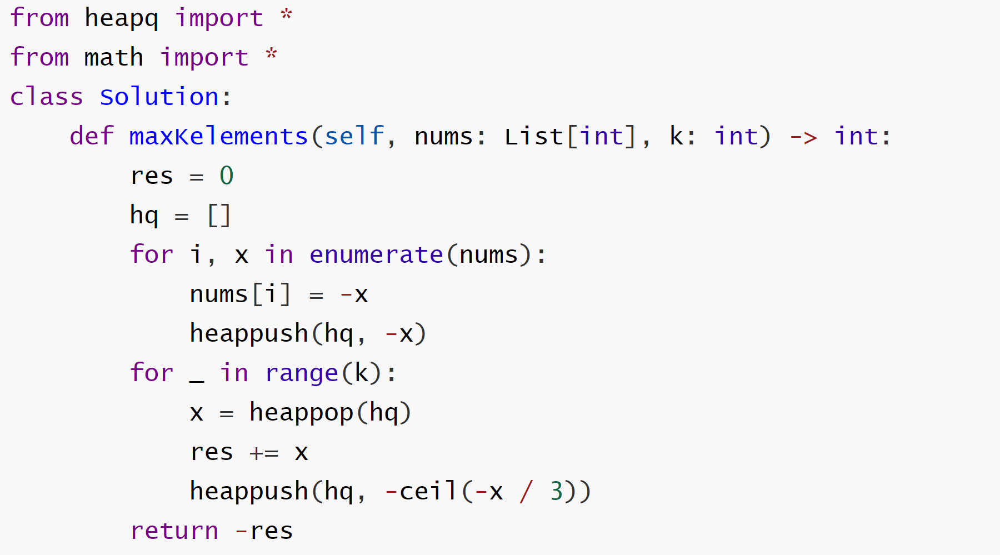 from heapq import *
from math import *
class Solution:
    def maxKelements(self, nums: List[int], k: int) -> int:
        res = 0
        hq = []
        for i, x in enumerate(nums):
            nums[i] = -x
            heappush(hq, -x)
        for _ in range(k):
            x = heappop(hq)
            res += x
            heappush(hq, -ceil(-x / 3))
        return -res